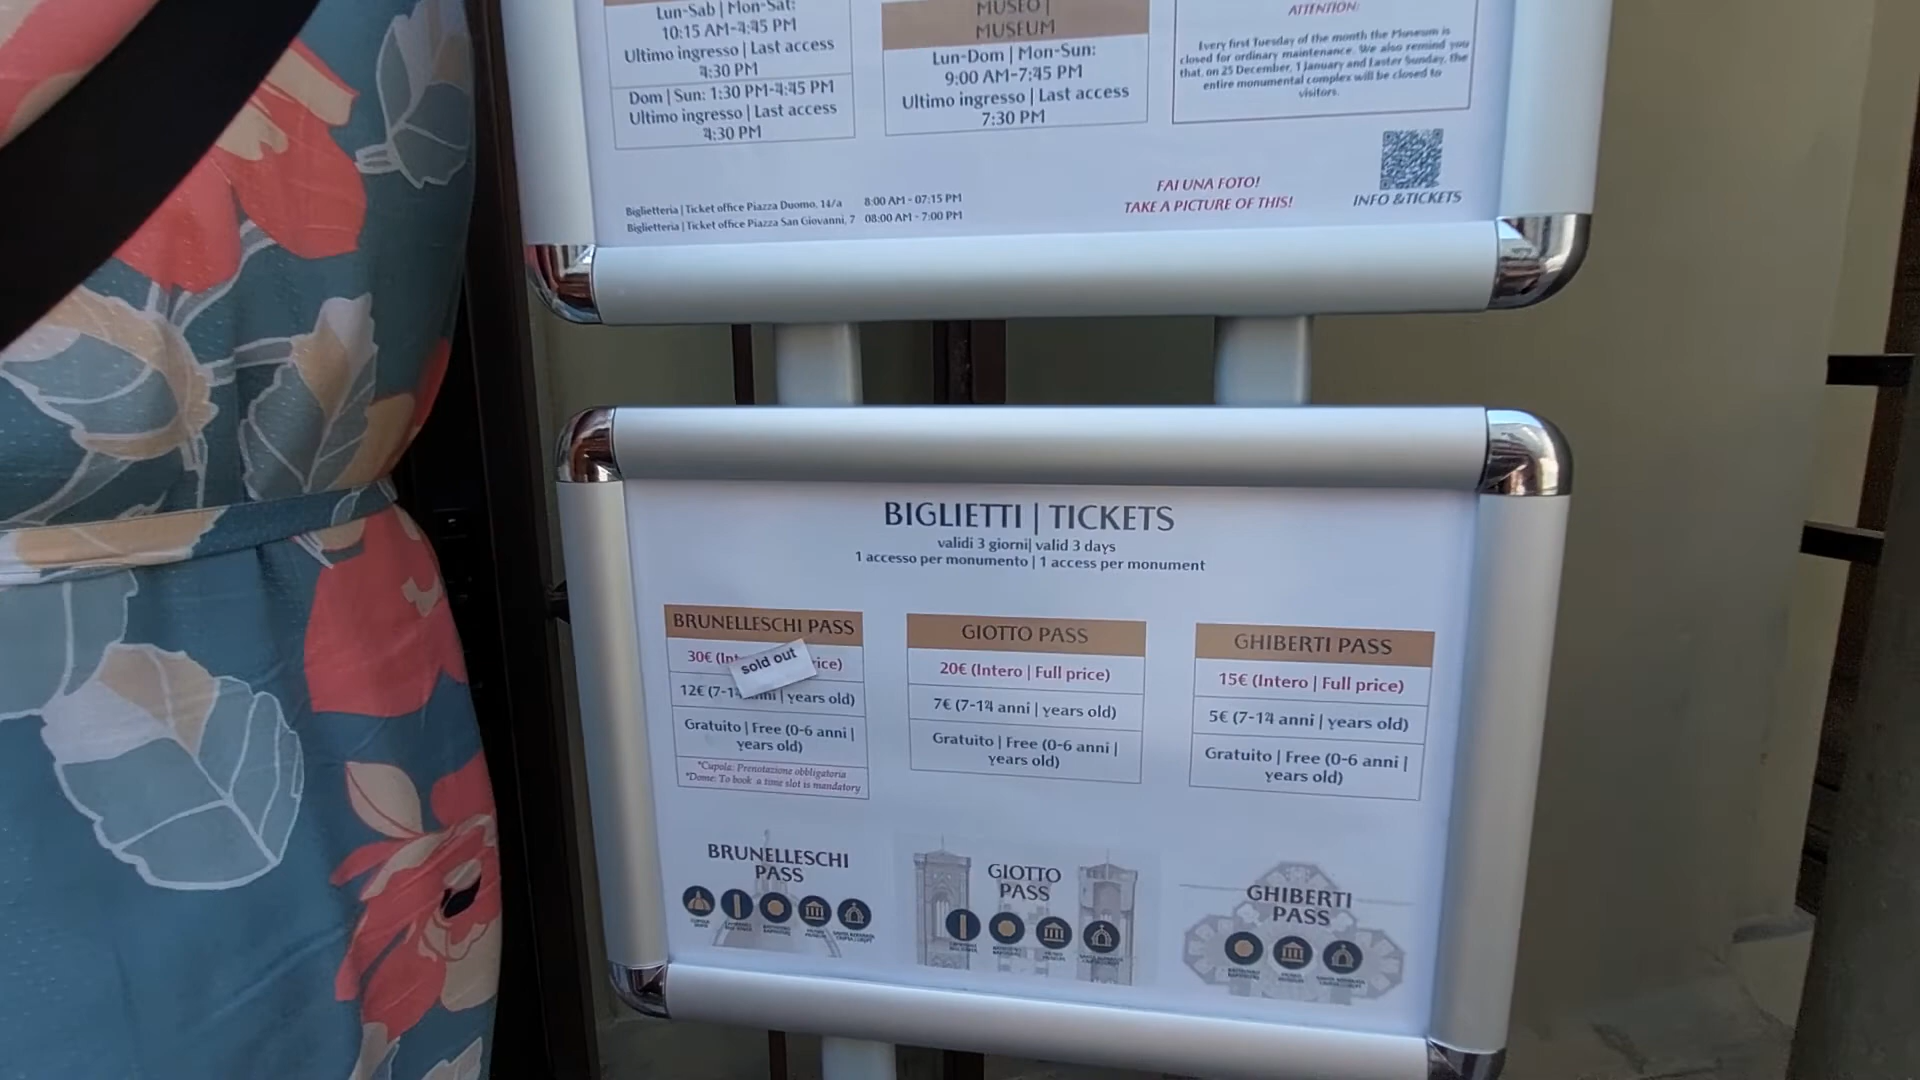 Lun-Sab | Mon-Sat:
10:15 AM-4:45 PM
Ultimo ingresso | Last access
4:30 PM
Dom | Sun: 1:30 PM-4:45 PM
Ultimo ingresso | Last access
4:30 PM
MUSEO |
MUSEUM
Lun-Dom | Mon-Sun:
9:00 AM-7:45 PM
Ultimo ingresso | Last access
7:30 PM
ATTENTION:
Every first Tuesday of the month the Museum is
closed for ordinary maintenance. We also remind you
that, on 25 December, 1 January and Easter Sunday, the
entire monumental complex will be closed to
visitors.
Biglietteria | Ticket office Piazza Duomo, 14/a 8:00 AM - 07:15 PM
Biglietteria | Ticket office Piazza San Giovanni, 7 08:00 AM - 7:00 PM
FAI UNA FOTO!
TAKE A PICTURE OF THIS!
INFO &TICKETS
BIGLIETTI | TICKETS
validi 3 giorni| valid 3 days
1 accesso per monumento | 1 access per monument
BRUNELLESCHI PASS
30€ (Int
sold out
ice)
12€ (7-1 anni | years old)
Gratuito | Free (0-6 anni |
years old)
*Cupola: Prenotazione obbligatoria
*Dome: To book a time slot is mandatory
GIOTTO PASS
20€ (Intero | Full price)
7€ (7-14 anni | years old)
Gratuito | Free (0-6 anni |
years old)
GHIBERTI PASS
15€ (Intero | Full price)
5€ (7-14 anni | years old)
Gratuito | Free (0-6 anni |
years old)
BRUNELLESCHI
PASS
GIOTTO
PASS
GHIBERTI
PASS